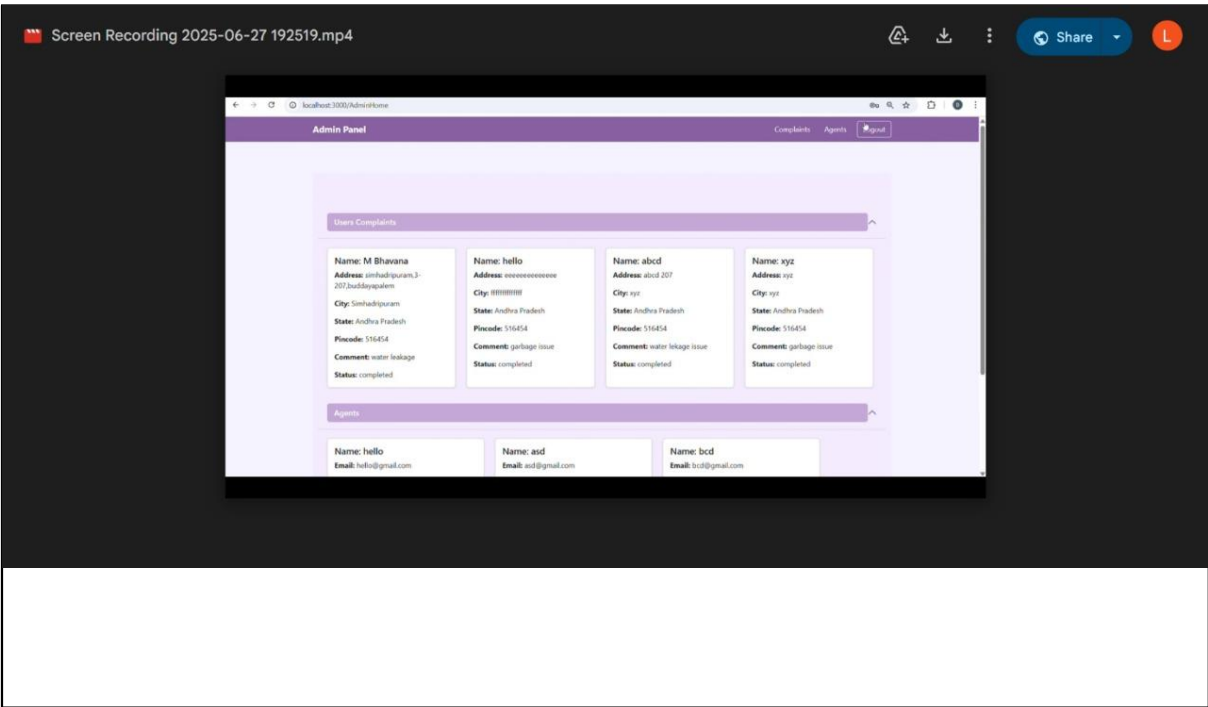 Screen Recording 2025-06-27 192519.mp4
Share
L
localhost:3000/AdminHome
Admin Panel
Complaints Agents
Users Complaints
Name: M Bhavana
Address: simhadripuram,3-
207,buddayapalem
City: Simhadripuram
State: Andhra Pradesh
Pincode: 516454
Comment: water leakage
Status: completed
Name: hello
Address:
City:
State: Andhra Pradesh
Pincode: 516454
Comment: garbage issue
Status: completed
Name: abcd
Address: abcd 207
City: xyz
State: Andhra Pradesh
Pincode: 516454
Comment: water lekage issue
Status: completed
Name: xyz
Address: xyz
City: xyz
State: Andhra Pradesh
Pincode: 516454
Comment: garbage issue
Status: completed
Agents
Name: hello
Email: hello@gmail.com
Name: asd
Email: asd@gmail.com
Name: bcd
Email: bcd@gmail.com